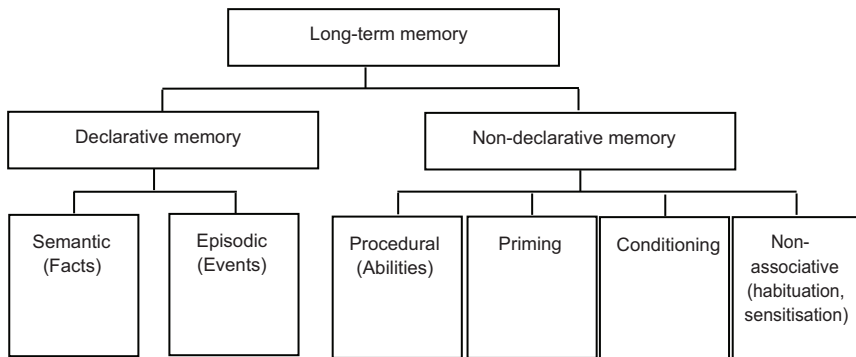 Long-term memory
Declarative memory
Non-declarative memory
Semantic
(Facts)
Episodic
(Events)
Procedural
(Abilities)
Priming
Conditioning
Non-
associative
(habituation,
sensitisation)